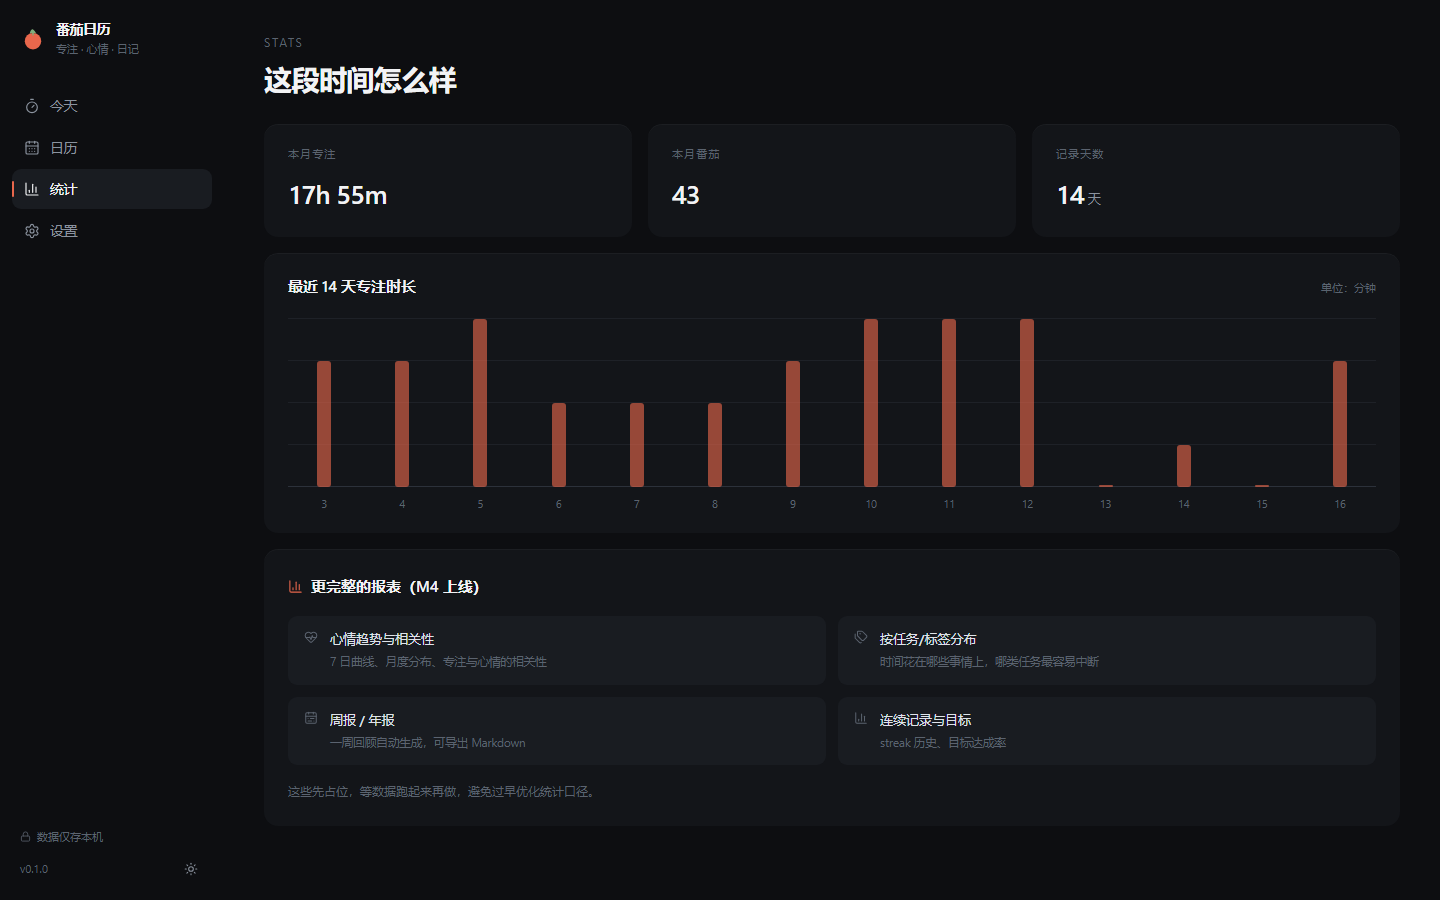 番茄日历
专注 · 心情 · 日记
今天
日历
统计
设置
数据仅存本机
v0.1.0
STATS
这段时间怎么样
本月专注
17h 55m
本月番茄
43
记录天数
14 天
最近 14 天专注时长
单位：分钟
3 4 5 6 7 8 9 10 11 12 13 14 15 16
更完整的报表（M4 上线）
心情趋势与相关性
7 日曲线、月度分布、专注与心情的相关性
按任务/标签分布
时间花在哪些事情上，哪类任务最容易中断
周报 / 年报
一周回顾自动生成，可导出 Markdown
连续记录与目标
streak 历史、目标达成率
这些先占位，等数据跑起来再做，避免过早优化统计口径。